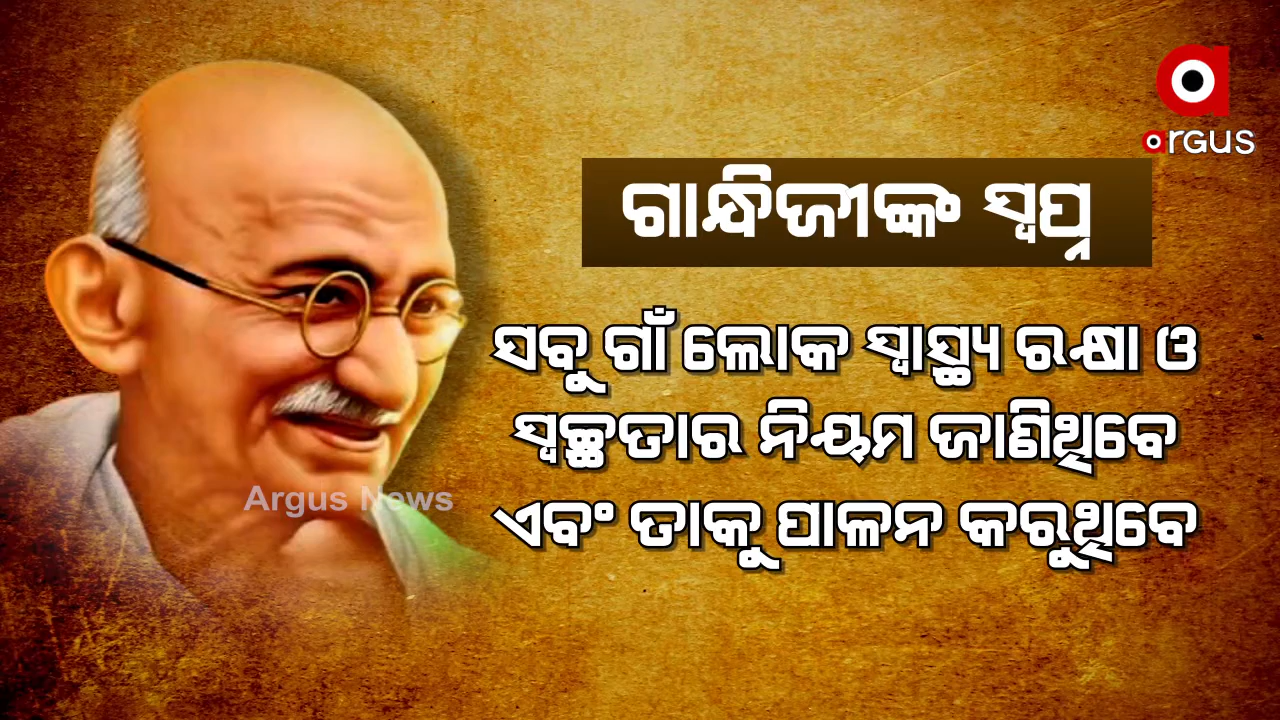 argus
ଗାନ୍ଧିଜୀଙ୍କ ସ୍ୱପ୍ନ
ସବୁ ଗାଁ ଲୋକ ସ୍ୱାସ୍ଥ୍ୟ ରକ୍ଷା ଓ
ସ୍ୱଚ୍ଛତାର ନିୟମ ଜାଣିଥିବେ
ଏବଂ ତାକୁ ପାଳନ କରୁଥିବେ
Argus News